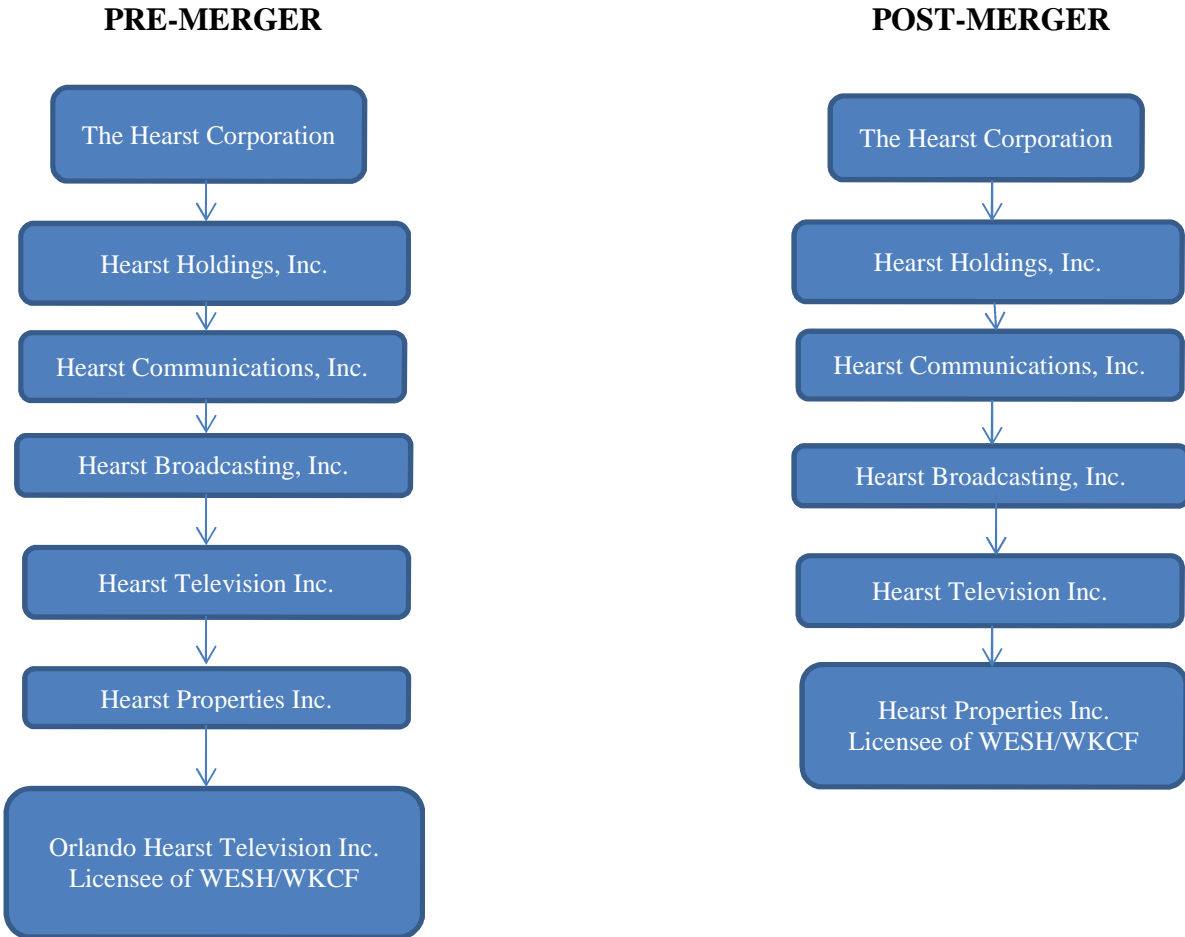 PRE-MERGER
The Hearst Corporation
Hearst Holdings, Inc.
Hearst Communications, Inc.
Hearst Broadcasting, Inc.
Hearst Television Inc.
Hearst Properties Inc.
Orlando Hearst Television Inc.
Licensee of WESH/WKCF
POST-MERGER
The Hearst Corporation
Hearst Holdings, Inc.
Hearst Communications, Inc.
Hearst Broadcasting, Inc.
Hearst Television Inc.
Hearst Properties Inc.
Licensee of WESH/WKCF